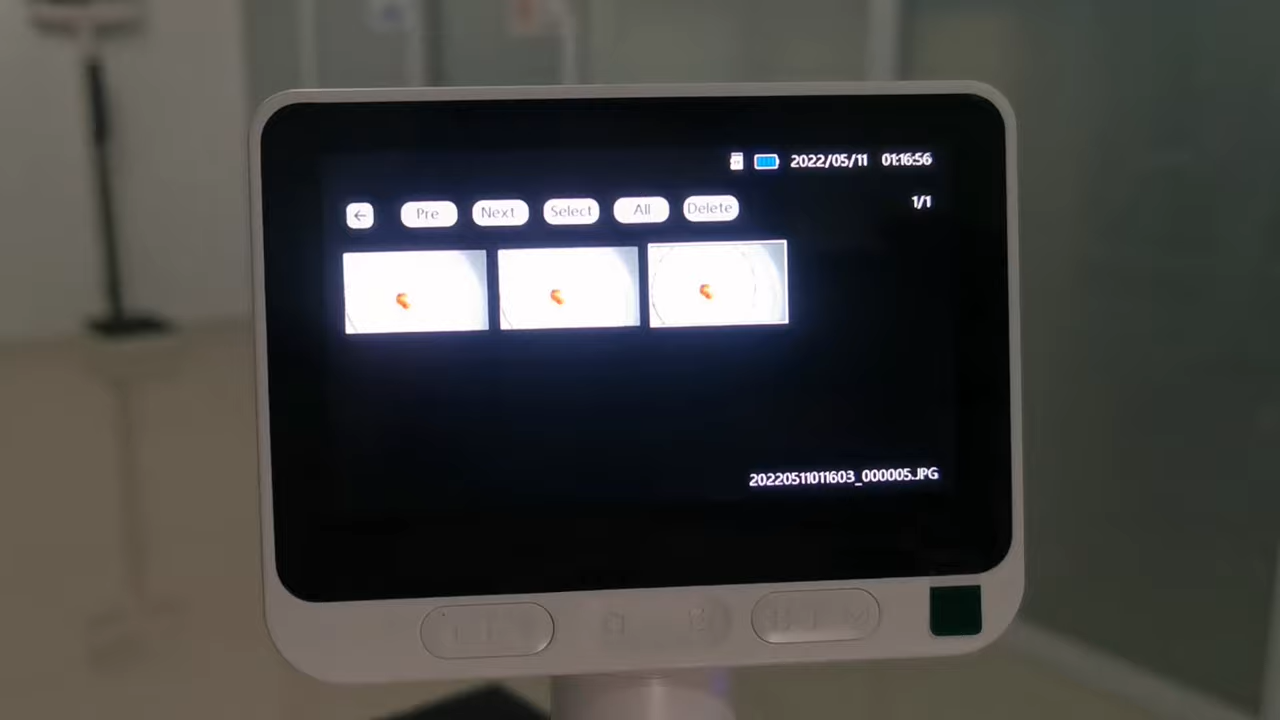 2022/05/11 01:16:56
← Pre Next Select All Delete 1/1
20220511011603_000005.JPG